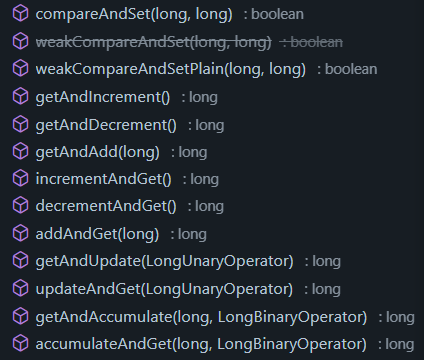 compareAndSet(long, long) : boolean
weakCompareAndSet(long, long) : boolean
weakCompareAndSetPlain(long, long) : boolean
getAndIncrement() : long
getAndDecrement() : long
getAndAdd(long) : long
incrementAndGet() : long
decrementAndGet() : long
addAndGet(long) : long
getAndUpdate(LongUnaryOperator) : long
updateAndGet(LongUnaryOperator) : long
getAndAccumulate(long, LongBinaryOperator) : long
accumulateAndGet(long, LongBinaryOperator) : long